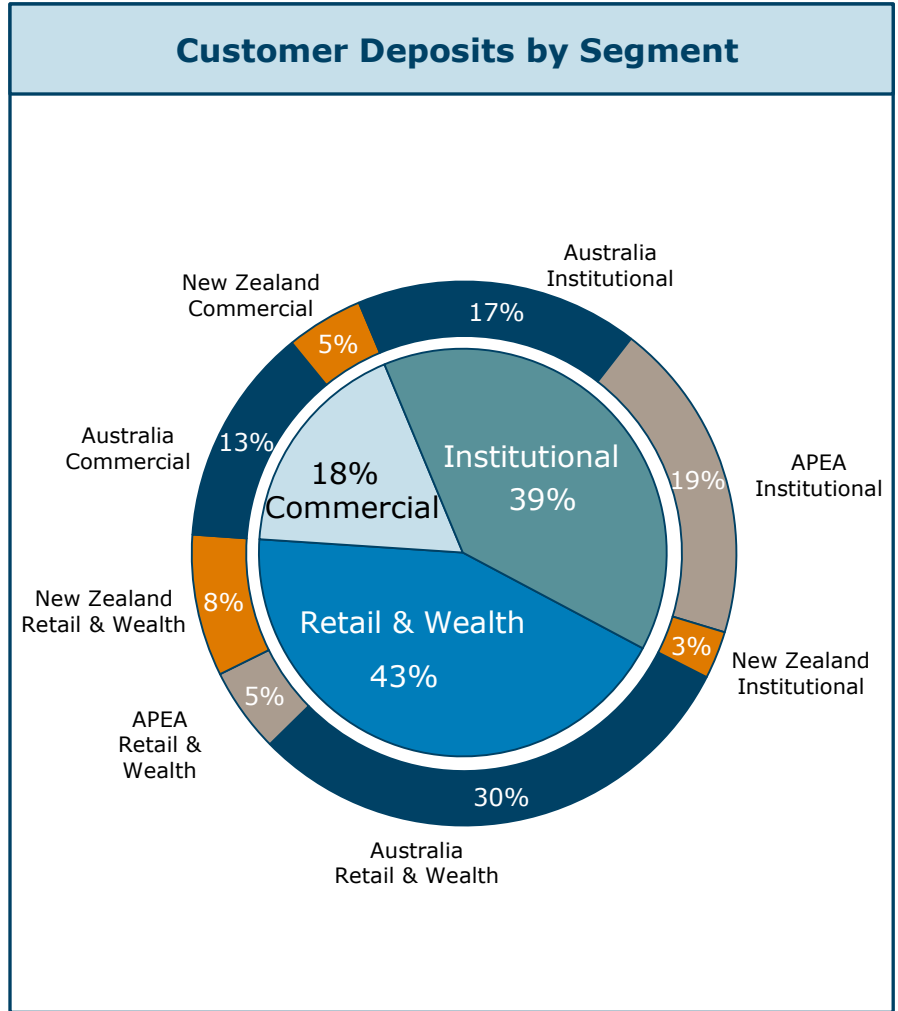 Customer Deposits by Segment
Australia
Institutional
New Zealand
Commercial
17%
5%
Australia
Commercial
13%
Institutional
39%
18%
Commercial
19%
APEA
Institutional
New Zealand
Retail & Wealth
8%
Retail & Wealth
43%
3%
New Zealand
Institutional
5%
APEA
Retail &
Wealth
30%
Australia
Retail & Wealth